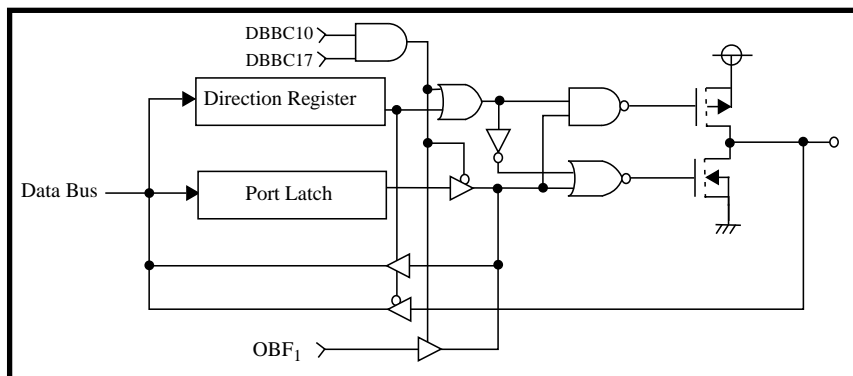 DBBC10
DBBC17
Direction Register
Port Latch
Data Bus
OBF₁